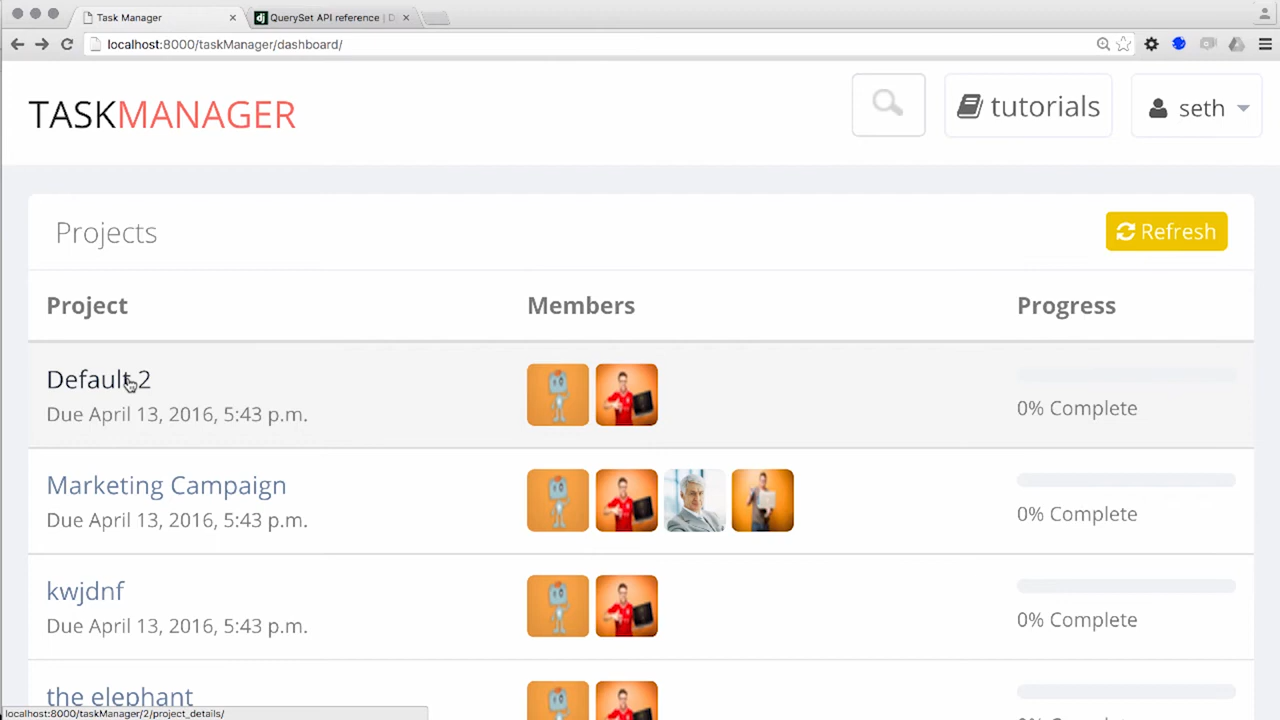 Task Manager
QuerySet API reference | D
localhost:8000/taskManager/dashboard/
TASKMANAGER
tutorials
seth
Projects
Refresh
Project Members Progress
Default 2
Due April 13, 2016, 5:43 p.m.
0% Complete
Marketing Campaign
Due April 13, 2016, 5:43 p.m.
0% Complete
kwjdnf
Due April 13, 2016, 5:43 p.m.
0% Complete
the elephant
localhost:8000/taskManager/2/project_details/